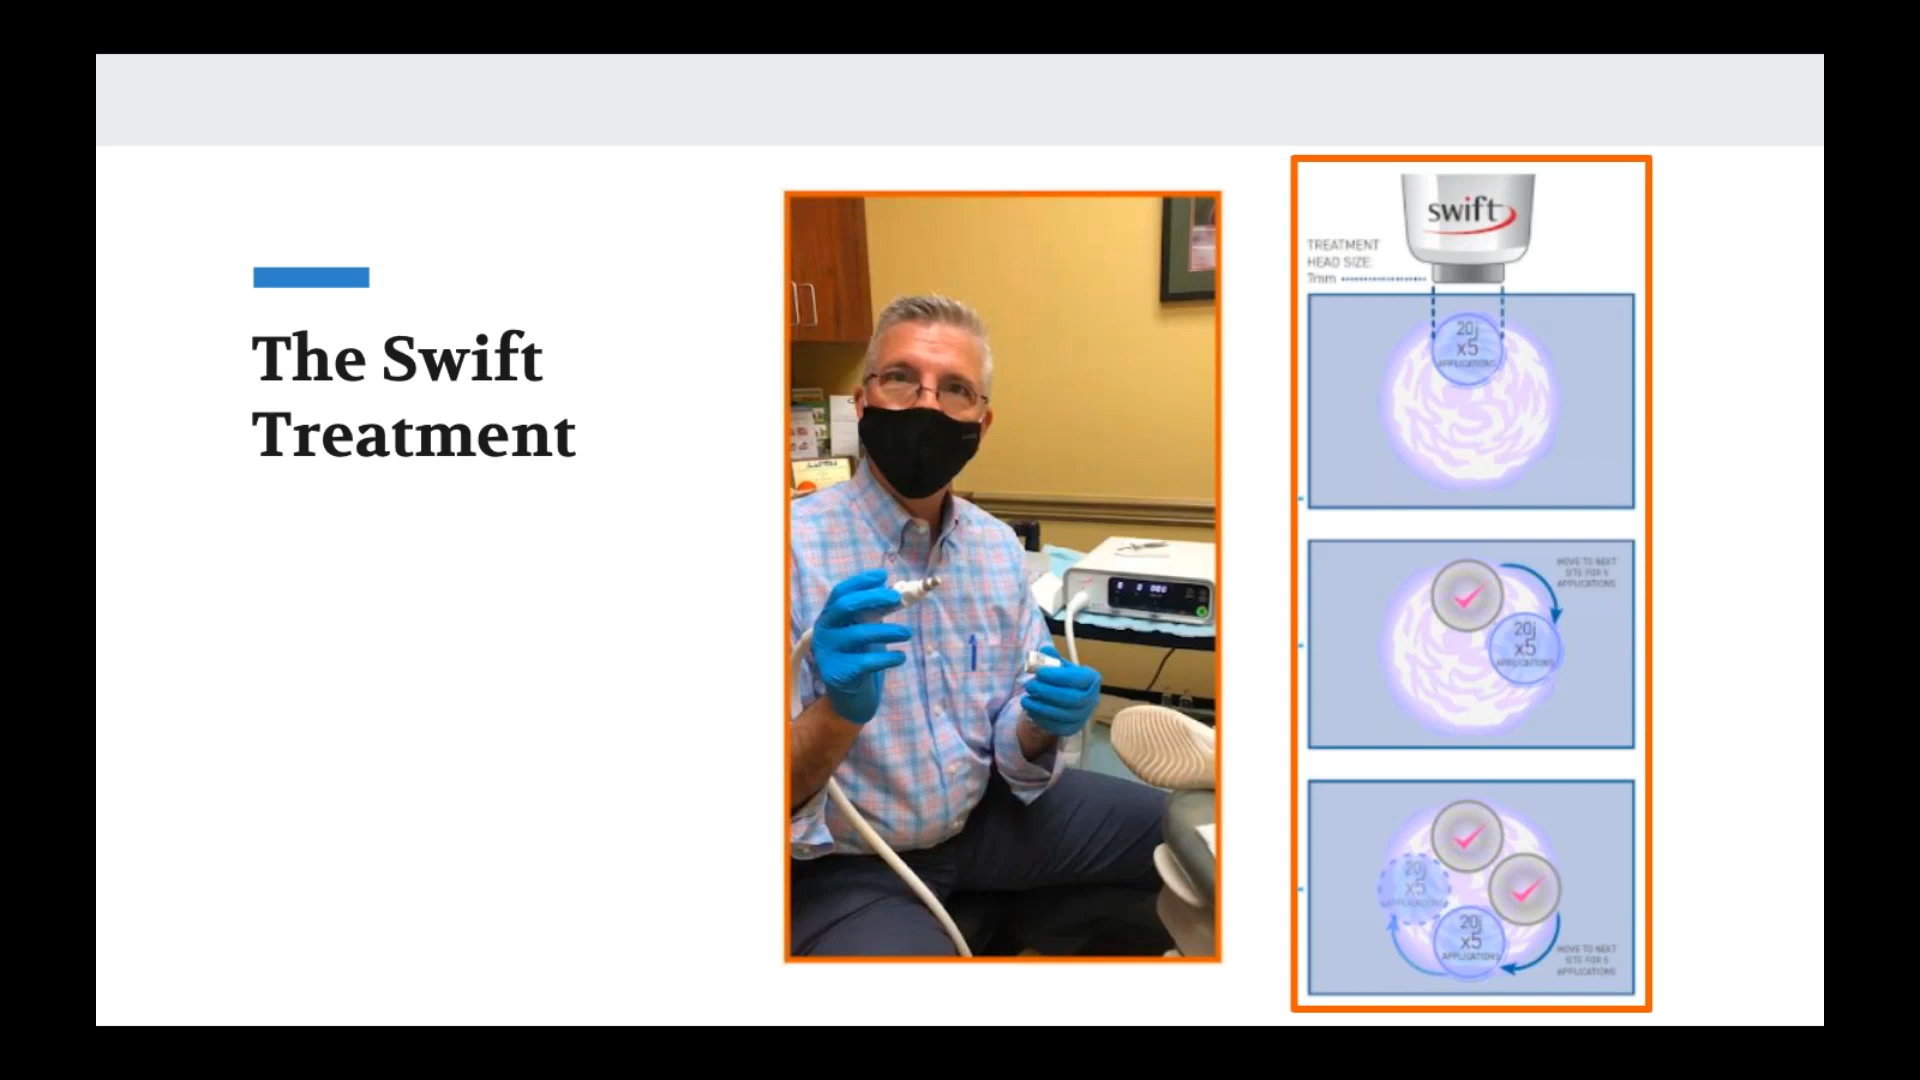 The Swift
Treatment
swift
TREATMENT
HEAD SIZE:
7mm
20j
x5
APPLICATIONS
MOVE TO NEXT
SITE FOR 5
APPLICATIONS
20j
x5
APPLICATIONS
20j
x5
APPLICATIONS
20j
x5
APPLICATIONS
MOVE TO NEXT
SITE FOR 5
APPLICATIONS